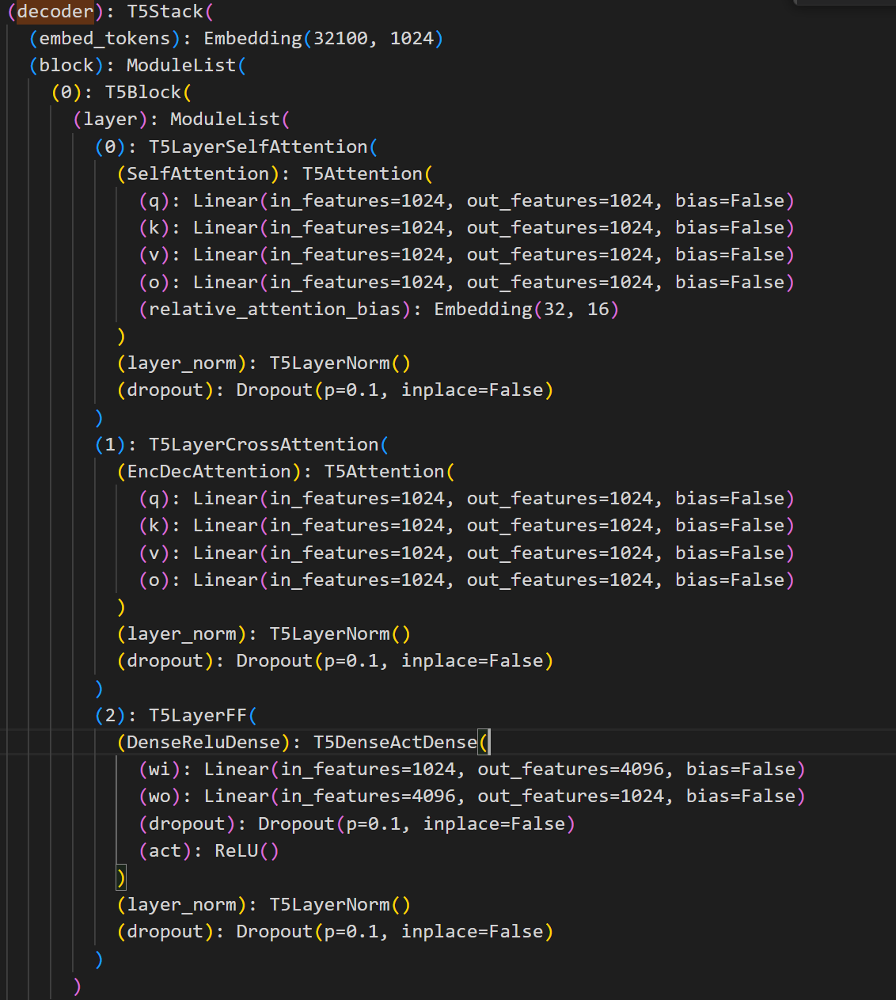 (decoder): T5Stack(
(embed_tokens): Embedding(32100, 1024)
(block): ModuleList(
(0): T5Block(
(layer): ModuleList(
(0): T5LayerSelfAttention(
(SelfAttention): T5Attention(
(q): Linear(in_features=1024, out_features=1024, bias=False)
(k): Linear(in_features=1024, out_features=1024, bias=False)
(v): Linear(in_features=1024, out_features=1024, bias=False)
(o): Linear(in_features=1024, out_features=1024, bias=False)
(relative_attention_bias): Embedding(32, 16)
)
(layer_norm): T5LayerNorm()
(dropout): Dropout(p=0.1, inplace=False)
)
(1): T5LayerCrossAttention(
(EncDecAttention): T5Attention(
(q): Linear(in_features=1024, out_features=1024, bias=False)
(k): Linear(in_features=1024, out_features=1024, bias=False)
(v): Linear(in_features=1024, out_features=1024, bias=False)
(o): Linear(in_features=1024, out_features=1024, bias=False)
)
(layer_norm): T5LayerNorm()
(dropout): Dropout(p=0.1, inplace=False)
)
(2): T5LayerFF(
(DenseReluDense): T5DenseActDense(
(wi): Linear(in_features=1024, out_features=4096, bias=False)
(wo): Linear(in_features=4096, out_features=1024, bias=False)
(dropout): Dropout(p=0.1, inplace=False)
(act): ReLU()
)
(layer_norm): T5LayerNorm()
(dropout): Dropout(p=0.1, inplace=False)
)
)